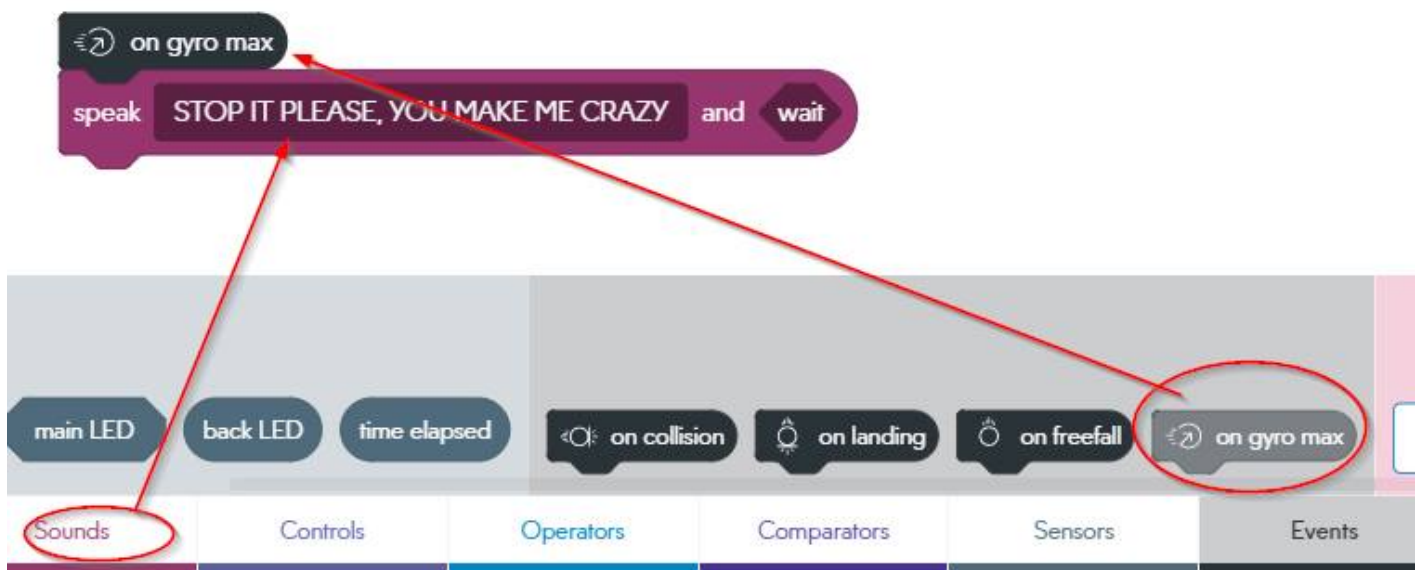 on gyro max
speak STOP IT PLEASE, YOU MAKE ME CRAZY and wait
main LED back LED time elapsed on collision on landing on freefall on gyro max
Sounds Controls Operators Comparators Sensors Events